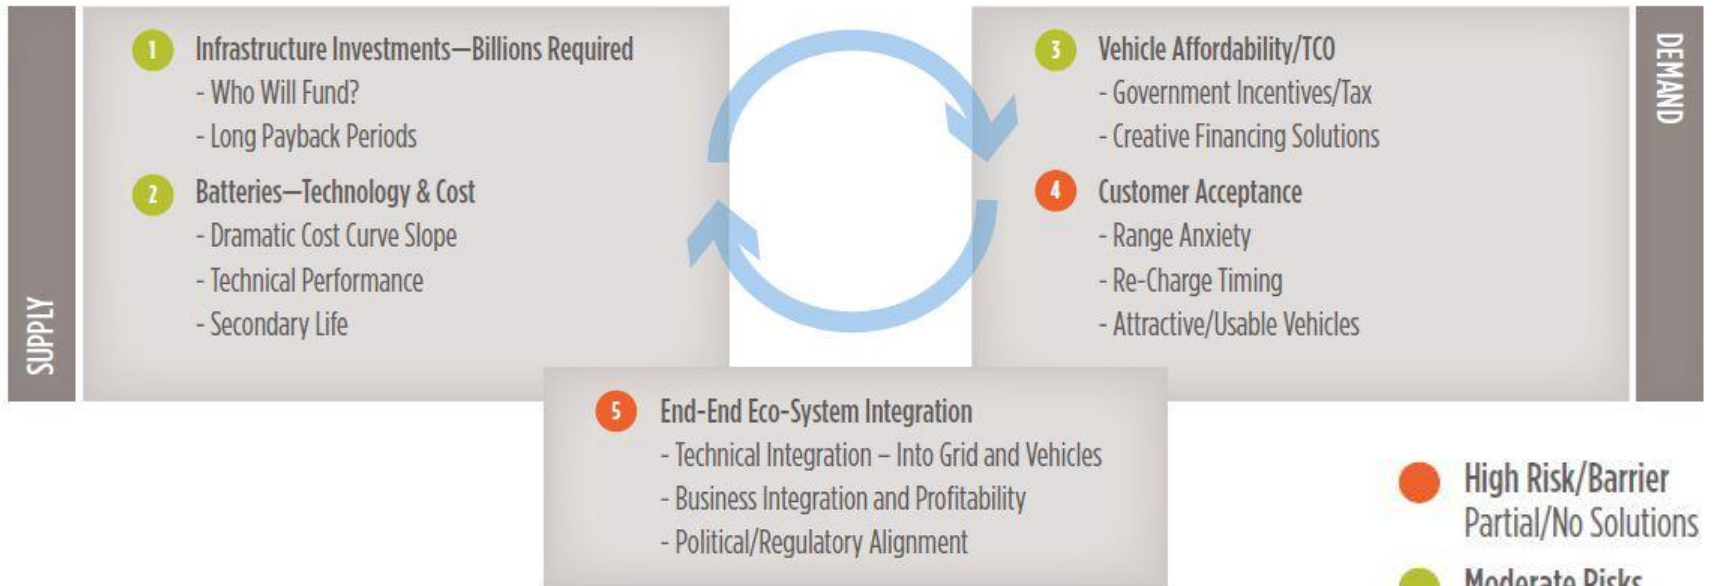 SUPPLY
1 Infrastructure Investments—Billions Required
- Who Will Fund?
- Long Payback Periods
2 Batteries—Technology & Cost
- Dramatic Cost Curve Slope
- Technical Performance
- Secondary Life
3 Vehicle Affordability/TCO
- Government Incentives/Tax
- Creative Financing Solutions
4 Customer Acceptance
- Range Anxiety
- Re-Charge Timing
- Attractive/Usable Vehicles
DEMAND
5 End-End Eco-System Integration
- Technical Integration – Into Grid and Vehicles
- Business Integration and Profitability
- Political/Regulatory Alignment
High Risk/Barrier
Partial/No Solutions
Moderate Risks